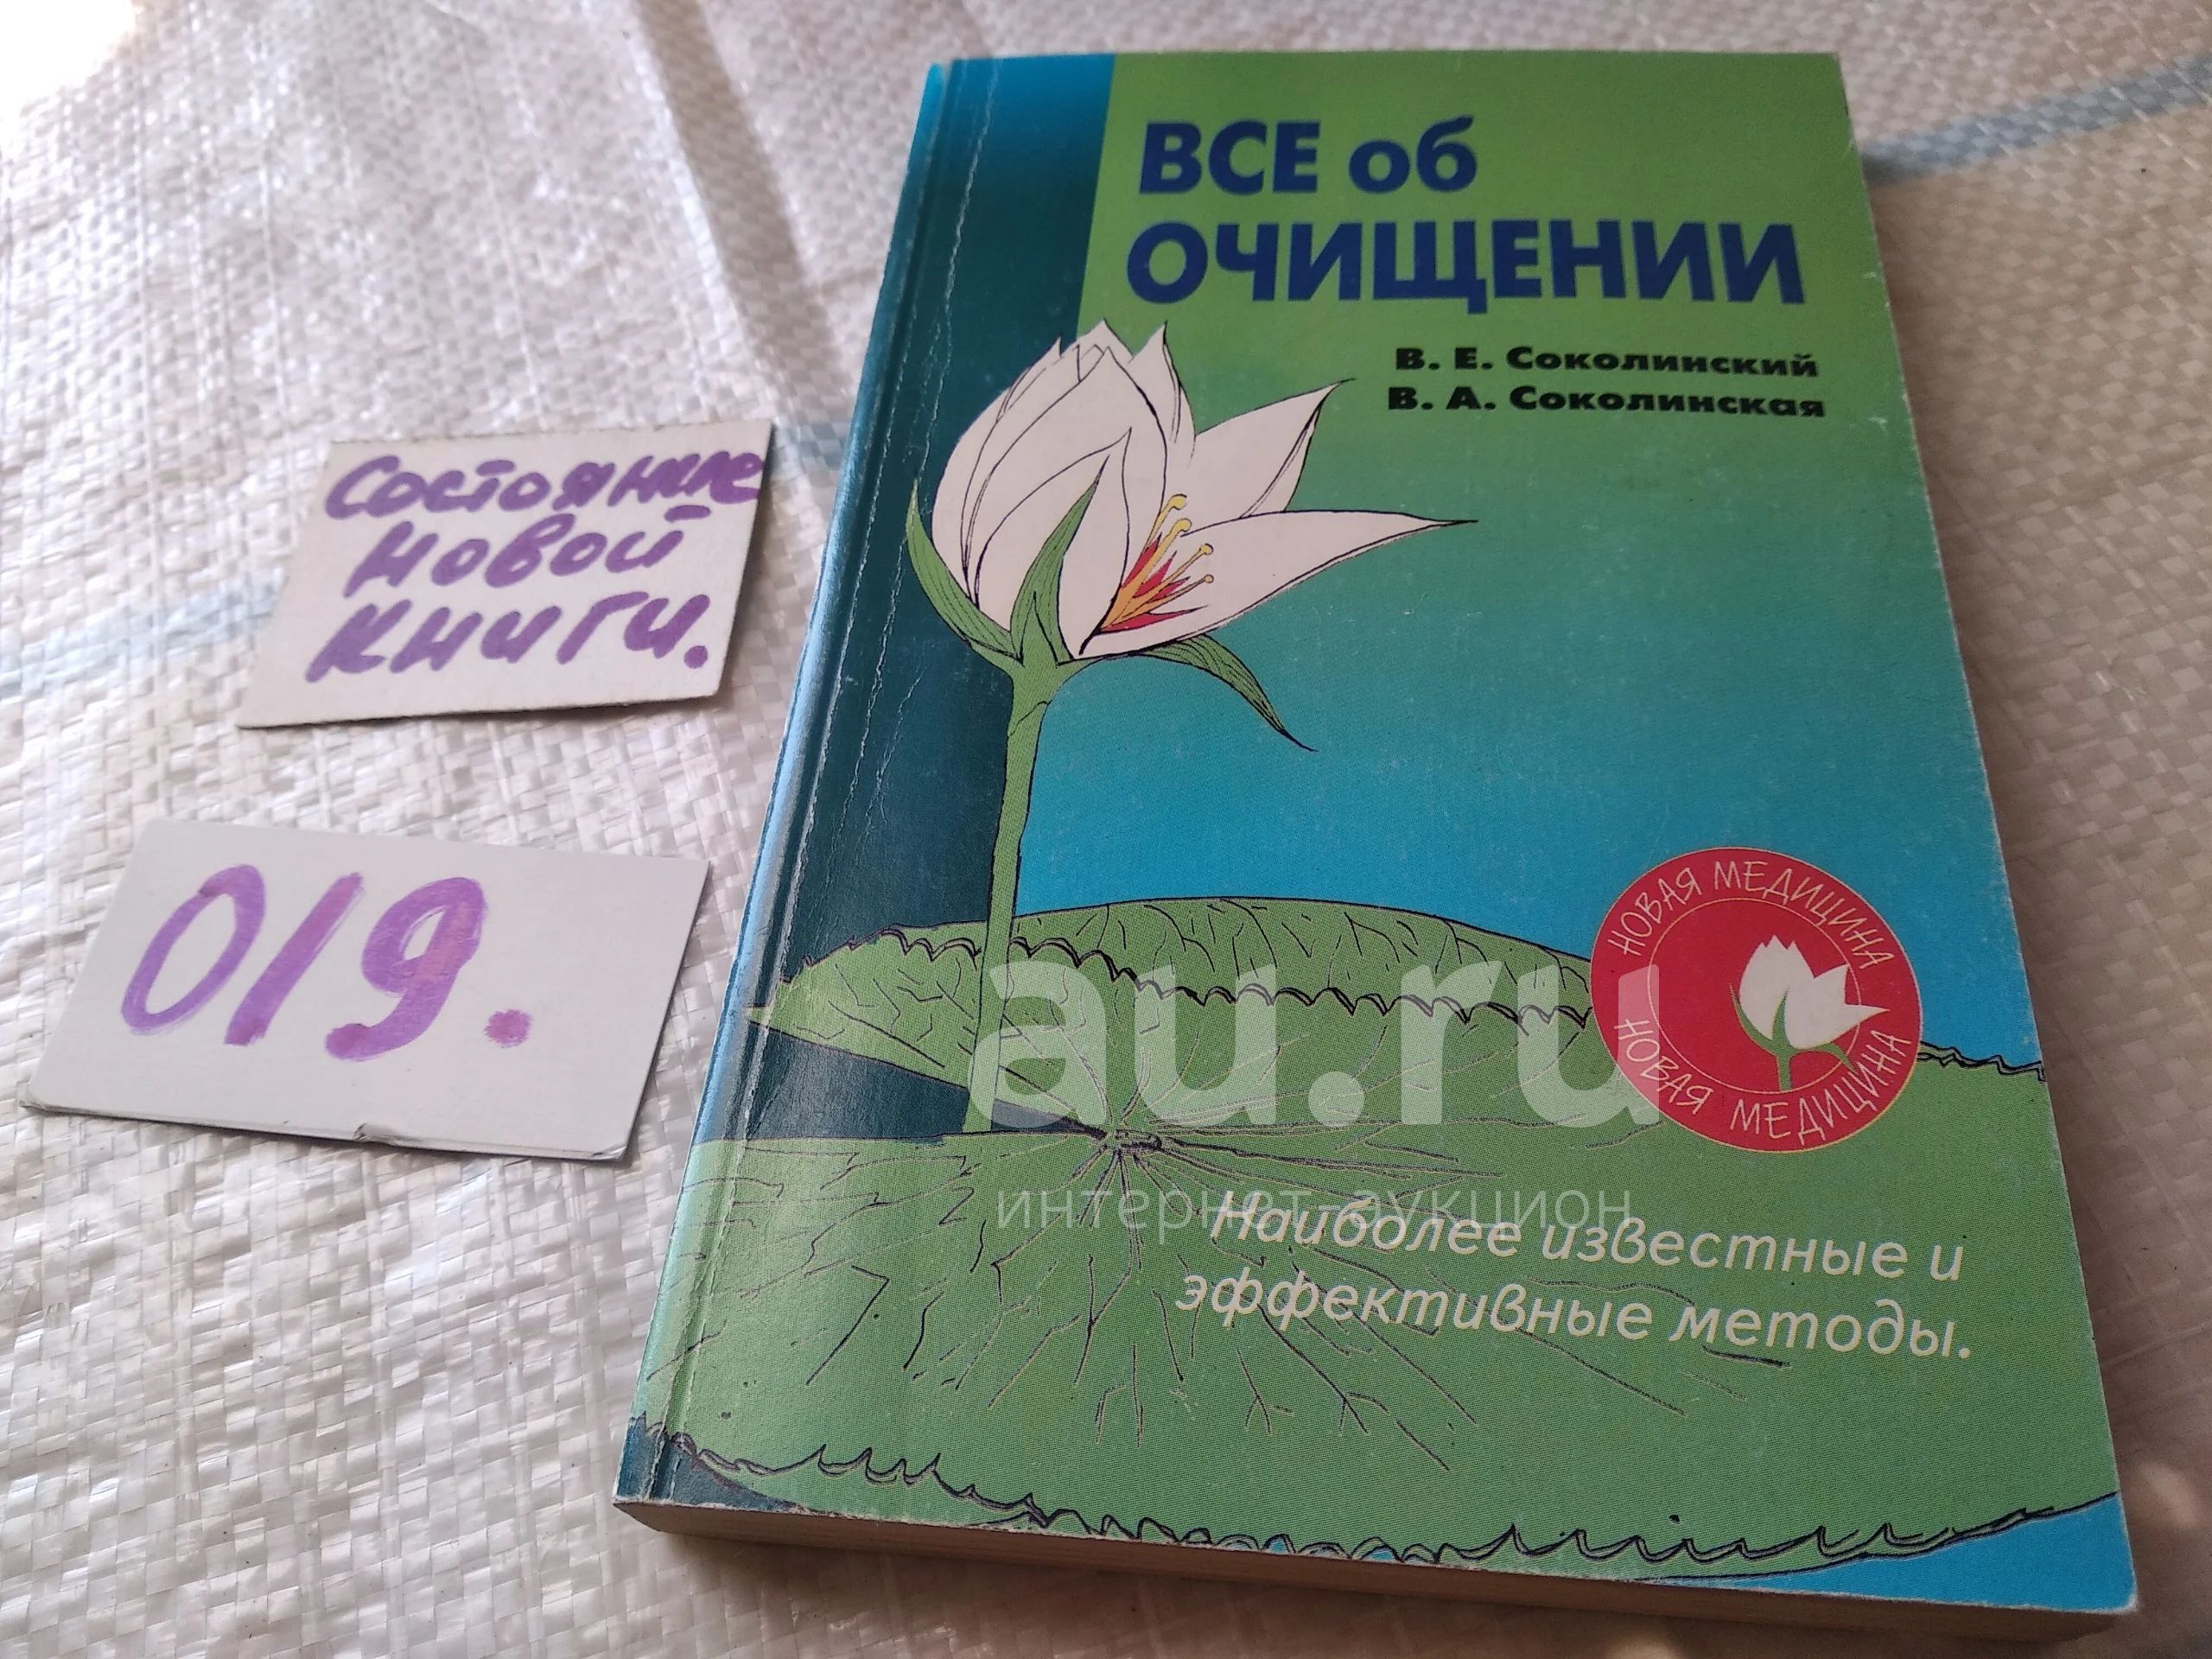 Состояние
новой
книги.
019.
ВСЕ об
ОЧИЩЕНИИ
В. Е. Соколинский
В. А. Соколинская
НОВАЯ МЕДИЦИНА
НОВАЯ МЕДИЦИНА
au.ru
интернет-аукцион
Наиболее известные и
эффективные методы.